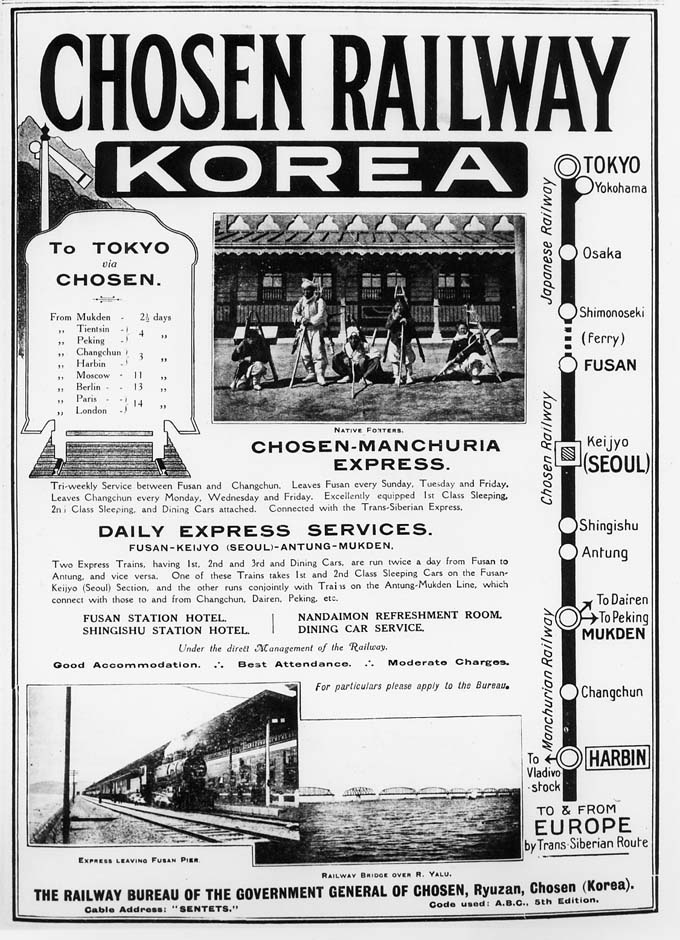 CHOSEN RAILWAY
KOREA
To TOKYO
via
CHOSEN.
From Mukden - 2½ days
„ Tientsin -
„ Peking - } 4 „
„ Changchun
„ Harbin - } 3 „
„ Moscow - 11 „
„ Berlin - - 13 „
„ Paris - -
„ London - } 14 „
NATIVE PORTERS.
CHOSEN-MANCHURIA
EXPRESS.
Tri-weekly Service between Fusan and Changchun. Leaves Fusan every Sunday, Tuesday and Friday,
Leaves Changchun every Monday, Wednesday and Friday. Excellently equipped 1st Class Sleeping,
2nd Class Sleeping, and Dining Cars attached. Connected with the Trans-Siberian Express.
DAILY EXPRESS SERVICES.
FUSAN-KEIJYO (SEOUL)-ANTUNG-MUKDEN.
Two Express Trains, having 1st, 2nd and 3rd and Dining Cars, are run twice a day from Fusan to
Antung, and vice versa. One of these Trains takes 1st and 2nd Class Sleeping Cars on the Fusan-
Keijyo (Seoul) Section, and the other runs conjointly with Trains on the Antung-Mukden Line, which
connect with those to and from Changchun, Dairen, Peking, etc.
FUSAN STATION HOTEL.
SHINGISHU STATION HOTEL.
NANDAIMON REFRESHMENT ROOM.
DINING CAR SERVICE.
Under the direct Management of the Railway.
Good Accommodation. ∴ Best Attendance. ∴ Moderate Charges.
For particulars please apply to the Bureau.
EXPRESS LEAVING FUSAN PIER.
RAILWAY BRIDGE OVER R. YALU.
TOKYO
Yokohama
Japanese Railway
Osaka
Shimonoseki
(ferry)
FUSAN
Chosen Railway
Keijyo
(SEOUL)
Shingishu
Antung
To Dairen
To Peking
MUKDEN
Manchurian Railway
Changchun
HARBIN
To
Vladivo
-stock
TO & FROM
EUROPE
by Trans-Siberian Route
THE RAILWAY BUREAU OF THE GOVERNMENT GENERAL OF CHOSEN, Ryuzan, Chosen (Korea).
Cable Address: "SENTETS."
Code used: A.B.C., 5th Edition.